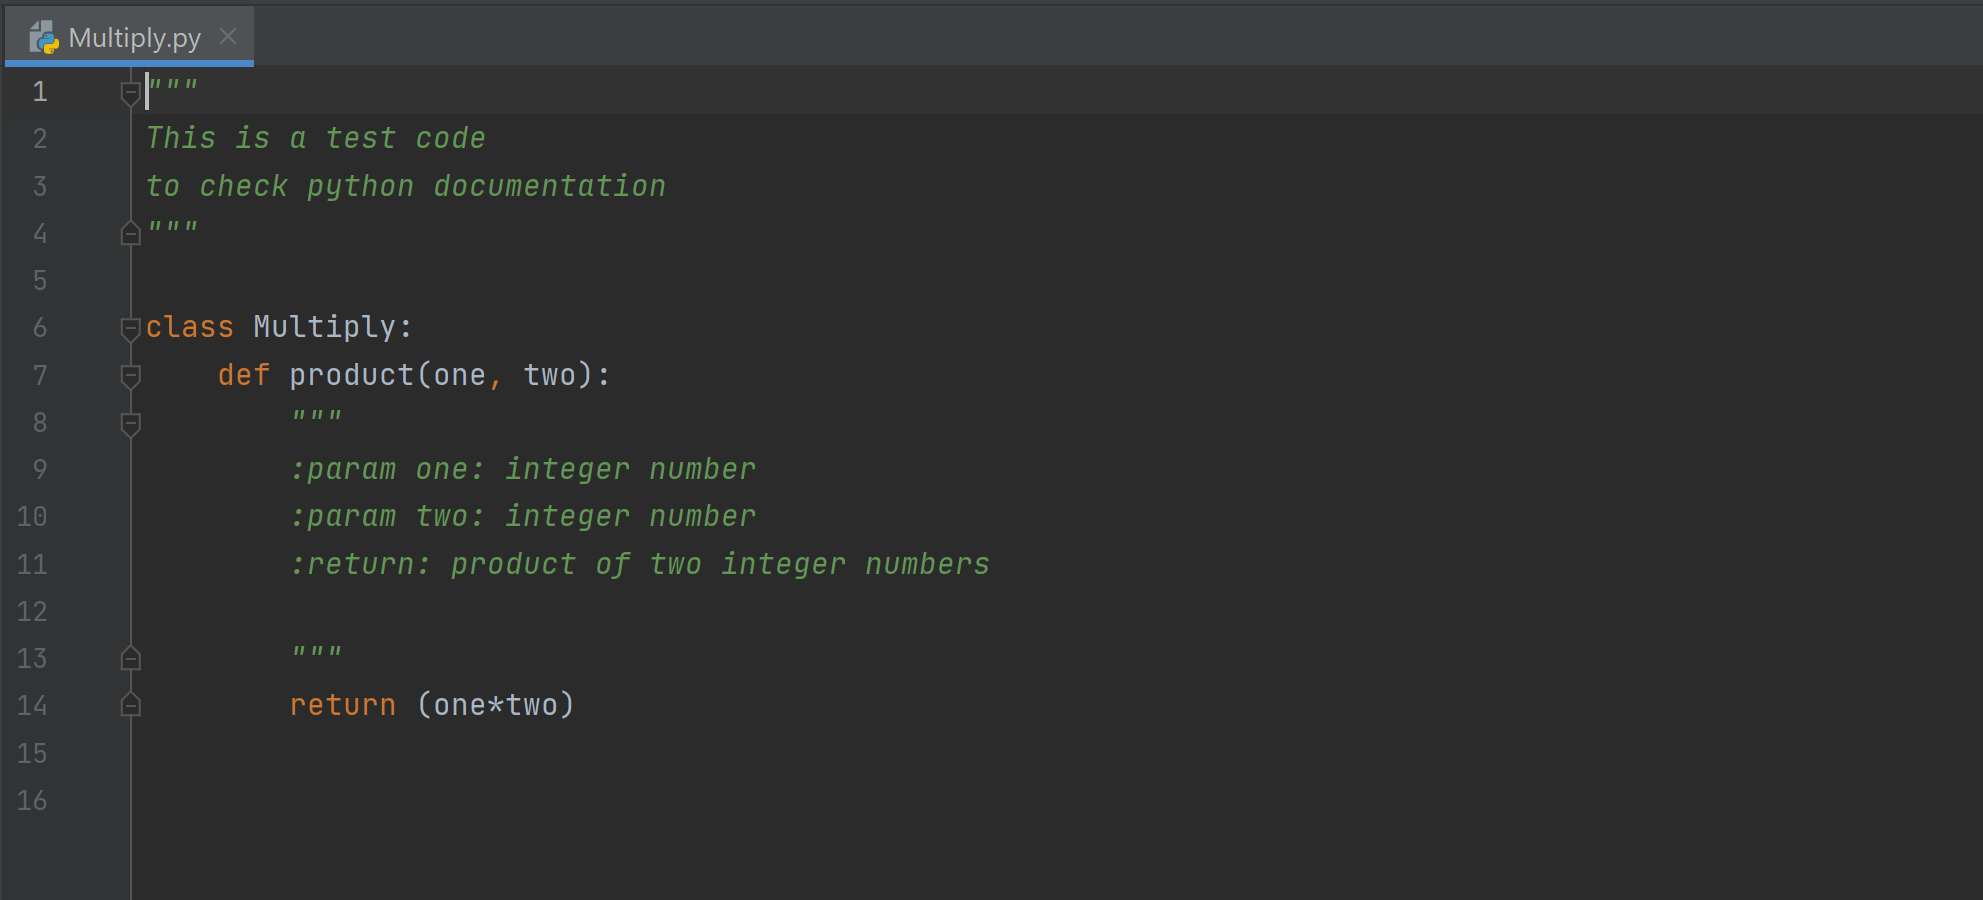 Multiply.py
1 """
2 This is a test code
3 to check python documentation
4 """
5
6 class Multiply:
7     def product(one, two):
8         """
9         :param one: integer number
10         :param two: integer number
11         :return: product of two integer numbers
12
13         """
14         return (one*two)
15
16